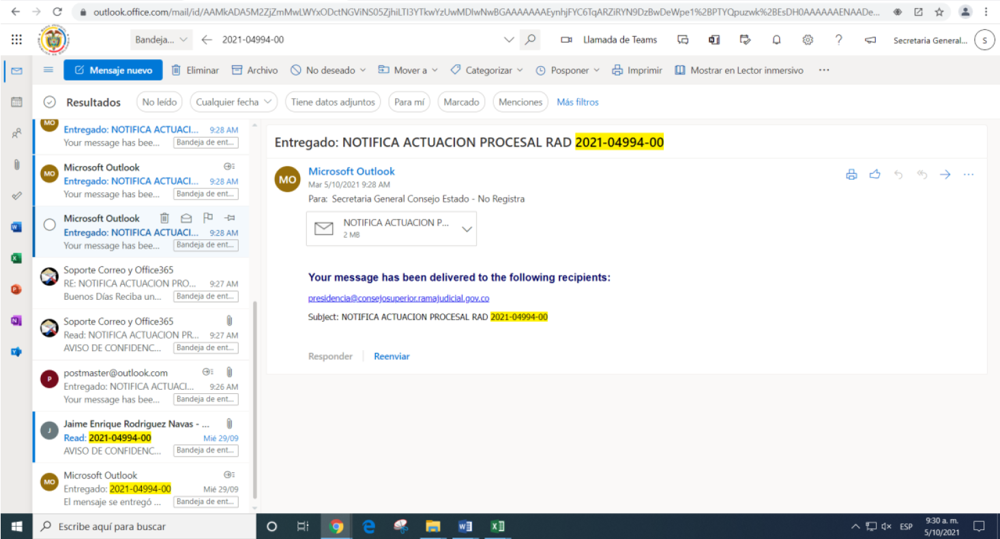 outlook.office.com/mail/id/AAMkADA5M2ZjZmMwLWYxODctNGViNS05ZjhiLTI3YTkwYzUwMDIwNwBGAAAAAAAEynhjFYC6TqARZiRYN9DzBwDeWpe1%2BPTYQpuzwk%2BEsDH0AAAAAAENAADe...
Bandeja... 2021-04994-00 Llamada de Teams Secretaria General... S
Mensaje nuevo Eliminar Archivo No deseado Mover a Categorizar Posponer Imprimir Mostrar en Lector inmersivo ...
Resultados No leído Cualquier fecha Tiene datos adjuntos Para mí Marcado Menciones Más filtros
MO
Entregado: NOTIFICA ACTUACI... 9:28 AM
Your message has bee... Bandeja de ent...
MO
Microsoft Outlook
Entregado: NOTIFICA ACTUACI... 9:28 AM
Your message has bee... Bandeja de ent...
Microsoft Outlook
Entregado: NOTIFICA ACTUACI... 9:28 AM
Your message has bee... Bandeja de ent...
Soporte Correo y Office365
RE: NOTIFICA ACTUACION PRO... 9:27 AM
Buenos Días Reciba un... Bandeja de ent...
Soporte Correo y Office365
Read: NOTIFICA ACTUACION PR... 9:27 AM
AVISO DE CONFIDENC... Bandeja de ent...
P
postmaster@outlook.com
Entregado: NOTIFICA ACTUACI... 9:26 AM
Your message has bee... Bandeja de ent...
J
Jaime Enrique Rodriguez Navas - ...
Read: 2021-04994-00 Mié 29/09
AVISO DE CONFIDENC... Bandeja de ent...
MO
Microsoft Outlook
Entregado: 2021-04994-00 Mié 29/09
El mensaje se entregó ... Bandeja de ent...
Entregado: NOTIFICA ACTUACION PROCESAL RAD 2021-04994-00
MO
Microsoft Outlook
Mar 5/10/2021 9:28 AM
Para: Secretaria General Consejo Estado - No Registra
NOTIFICA ACTUACION P...
2 MB
Your message has been delivered to the following recipients:
presidencia@consejosuperior.ramajudicial.gov.co
Subject: NOTIFICA ACTUACION PROCESAL RAD 2021-04994-00
Responder Reenviar
Escribe aquí para buscar
ESP
9:30 a. m.
5/10/2021